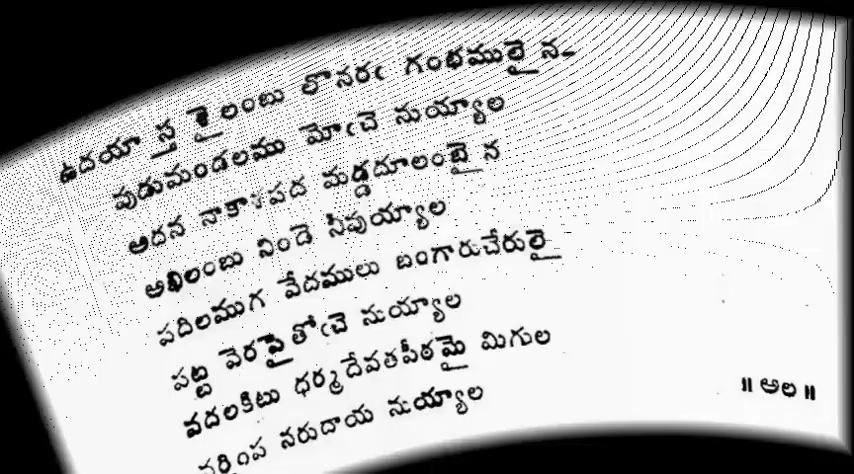 ఉదయా స్త శైలంబు లొనరఁ గంభములై న-
వుడుమండలము మోఁచె నుయ్యాల
అదన నాకాశపద మడ్డదూలంబై న
అఖిలంబు నిండె నీవుయ్యాల
పదిలముగ వేదములు బంగారుచేరులై
పట్ట వెరపైతోఁచె నుయ్యాల
వదలకిటు ధర్మదేవతపీఠమై మిగుల
వర్ణింప నరుదాయ నుయ్యాల
॥ అల ॥